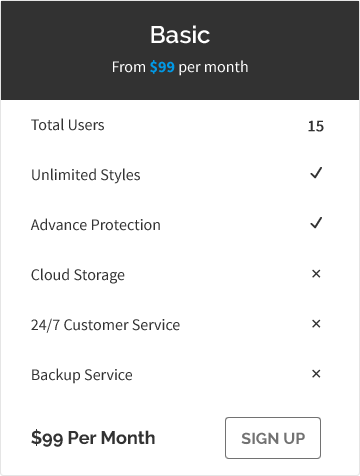 Basic
From $99 per month
Total Users 15
Unlimited Styles ✓
Advance Protection ✓
Cloud Storage ✕
24/7 Customer Service ✕
Backup Service ✕
$99 Per Month SIGN UP